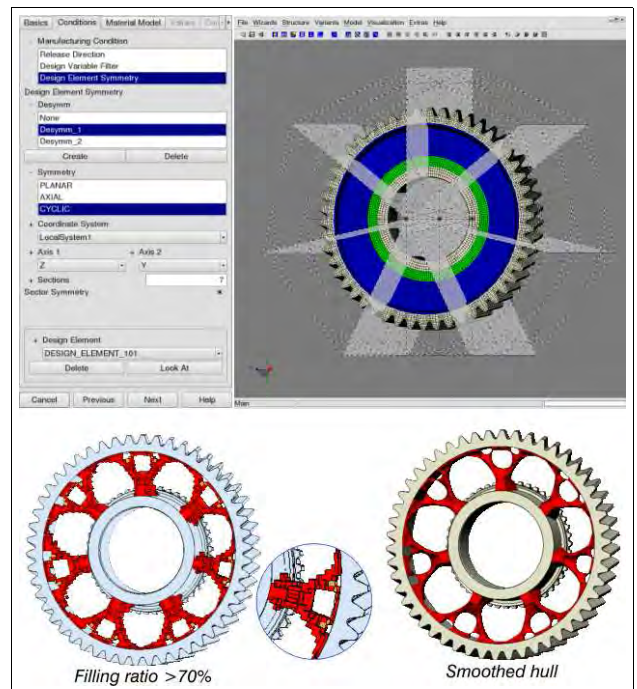 Basics Conditions Material Model Values
File Wizards Structure Variants Model Visualization Extras Help
- Manufacturing Condition
Release Direction
Design Variable Filter
Design Element Symmetry
Design Element Symmetry
- Desymm
None
Desymm_1
Desymm_2
Create Delete
- Symmetry
PLANAR
AXIAL
CYCLIC
+ Coordinate System
LocalSystem1
+ Axis 1 + Axis 2
Z Y
+ Sections 7
Sector Symmetry
+ Design Element
DESIGN_ELEMENT_101
Delete Look At
Cancel Previous Next Help
Main
Filling ratio >70%
Smoothed hull